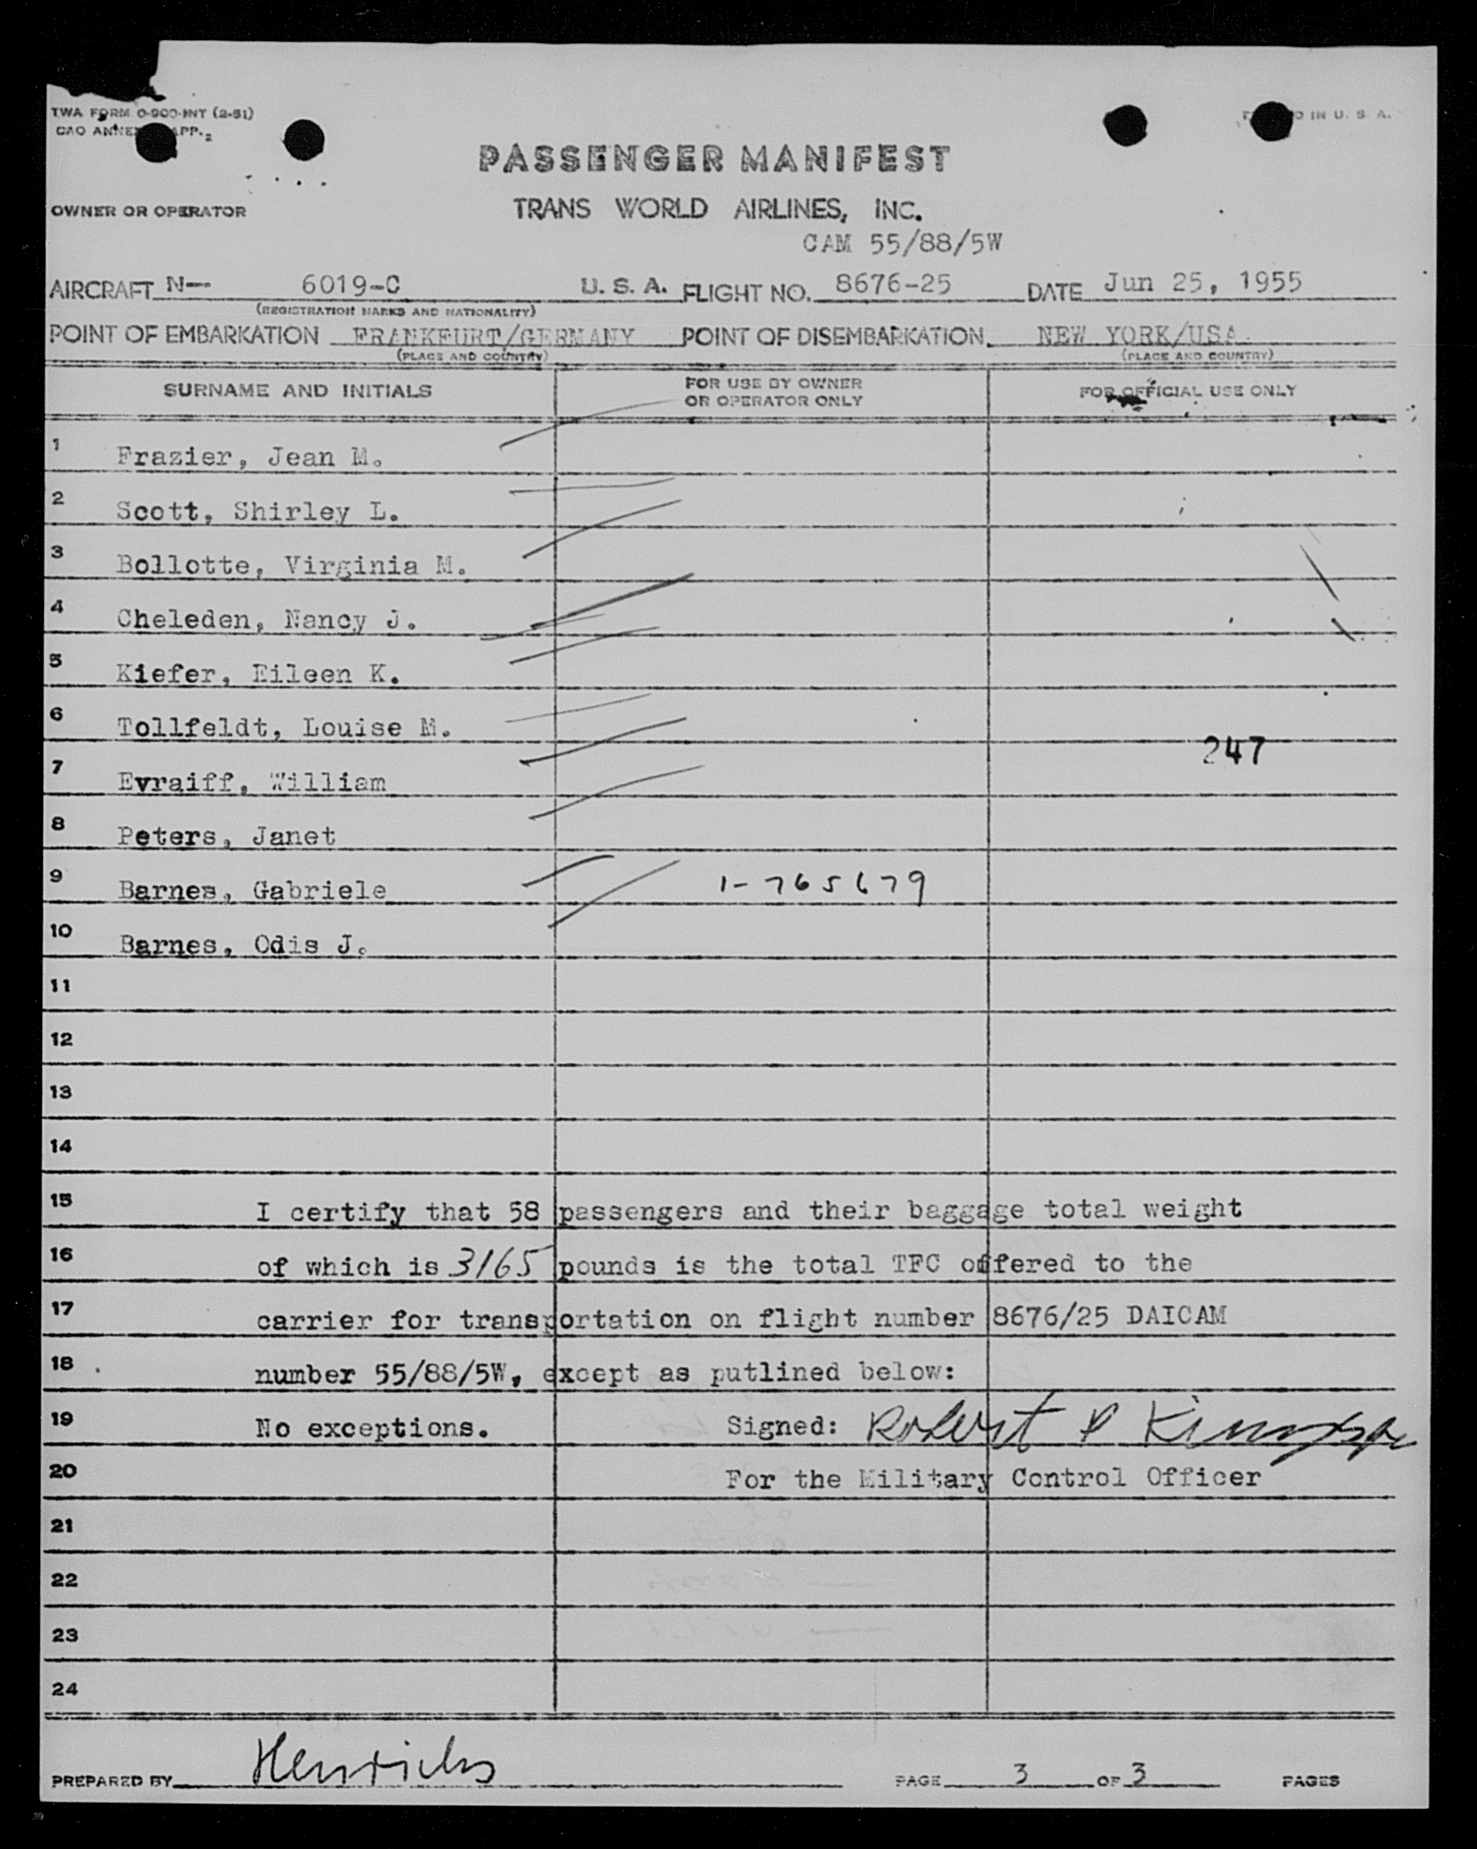 TWA FORM 0-900-INT (2-51)
CAO ANNEX APP. 2
IN U. S. A.
PASSENGER MANIFEST
OWNER OR OPERATOR TRANS WORLD AIRLINES, INC.
CAM 55/88/5W
AIRCRAFT N-- 6019-C U. S. A. FLIGHT NO. 8676-25 DATE Jun 25, 1955
(REGISTRATION MARKS AND NATIONALITY)
POINT OF EMBARKATION FRANKFURT/GERMANY POINT OF DISEMBARKATION NEW YORK/USA.
(PLACE AND COUNTRY) (PLACE AND COUNTRY)
SURNAME AND INITIALS FOR USE BY OWNER OR OPERATOR ONLY FOR OFFICIAL USE ONLY
1 Frazier, Jean M.
2 Scott, Shirley L.
3 Bollotte, Virginia M.
4 Cheleden, Nancy J.
5 Kiefer, Eileen K.
6 Tollfeldt, Louise M.
247
7 Evraiff, William
8 Peters, Janet
9 Barnes, Gabriele 1-765679
10 Barnes, Odis J.
11
12
13
14
15 I certify that 58 passengers and their baggage total weight
16 of which is 3165 pounds is the total TFC offered to the
17 carrier for transportation on flight number 8676/25 DAICAM
18 number 55/88/5W, except as putlined below:
19 No exceptions. Signed: Robert
20 For the Military Control Officer
21
22
23
24
PREPARED BY Henrichs PAGE 3 OF 3 PAGES